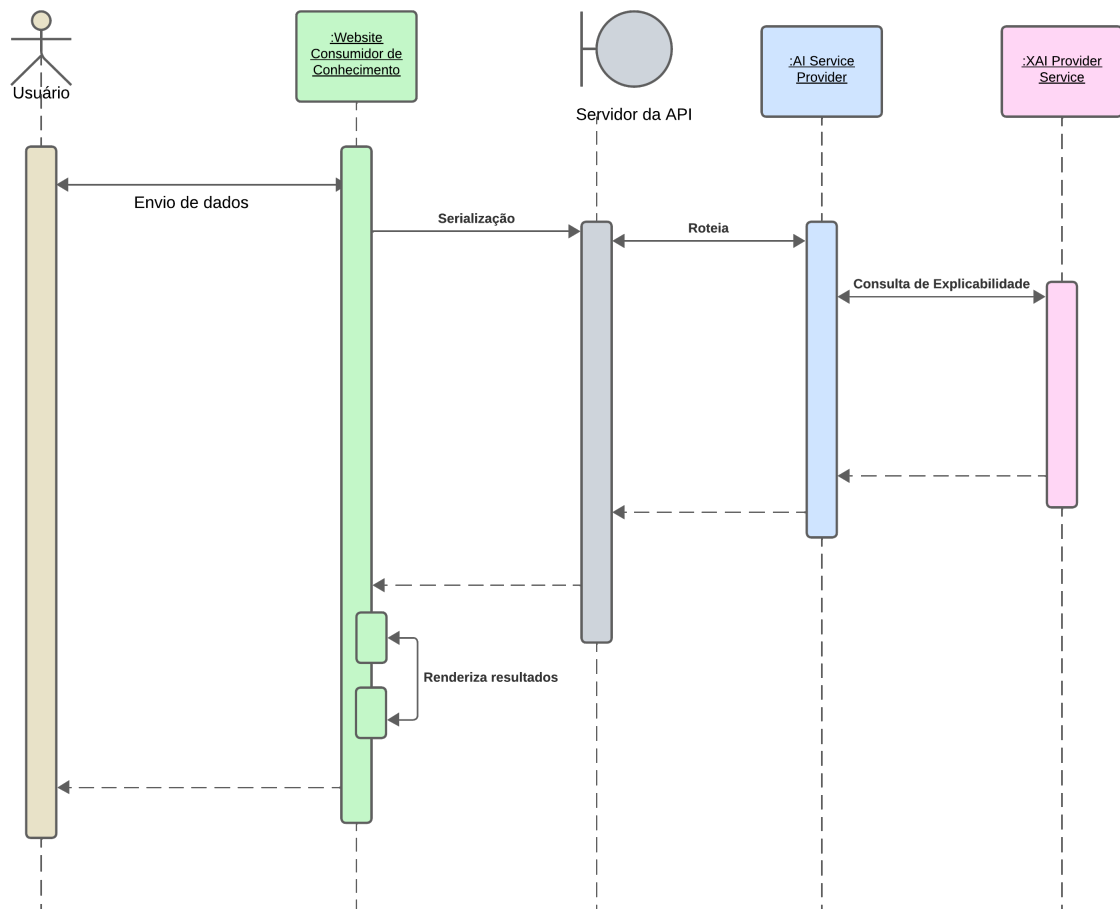 Usuário
:Website
Consumidor de
Conhecimento
Servidor da API
:AI Service
Provider
:XAI Provider
Service
Envio de dados
Serialização
Roteia
Consulta de Explicabilidade
Renderiza resultados